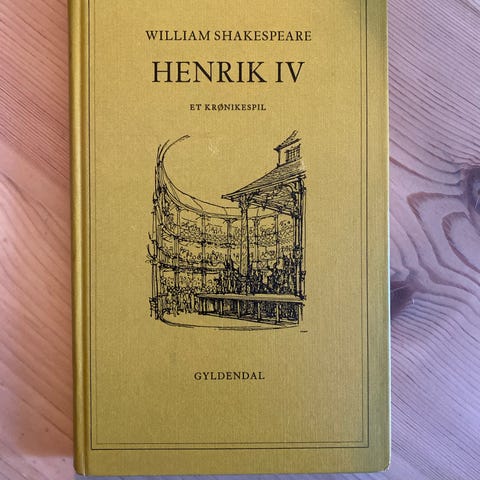 WILLIAM SHAKESPEARE
HENRIK IV
ET KRØNIKESPIL
GYLDENDAL